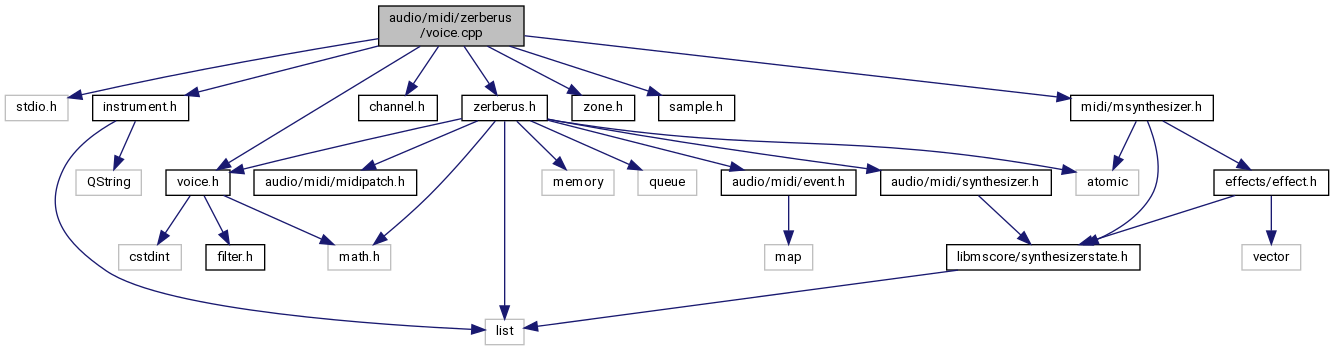 audio/midi/zerberus
/voice.cpp
stdio.h
instrument.h
channel.h
zerberus.h
zone.h
sample.h
midi/msynthesizer.h
QString
voice.h
audio/midi/midipatch.h
memory
queue
audio/midi/event.h
audio/midi/synthesizer.h
atomic
effects/effect.h
cstdint
filter.h
math.h
map
libmscore/synthesizerstate.h
vector
list